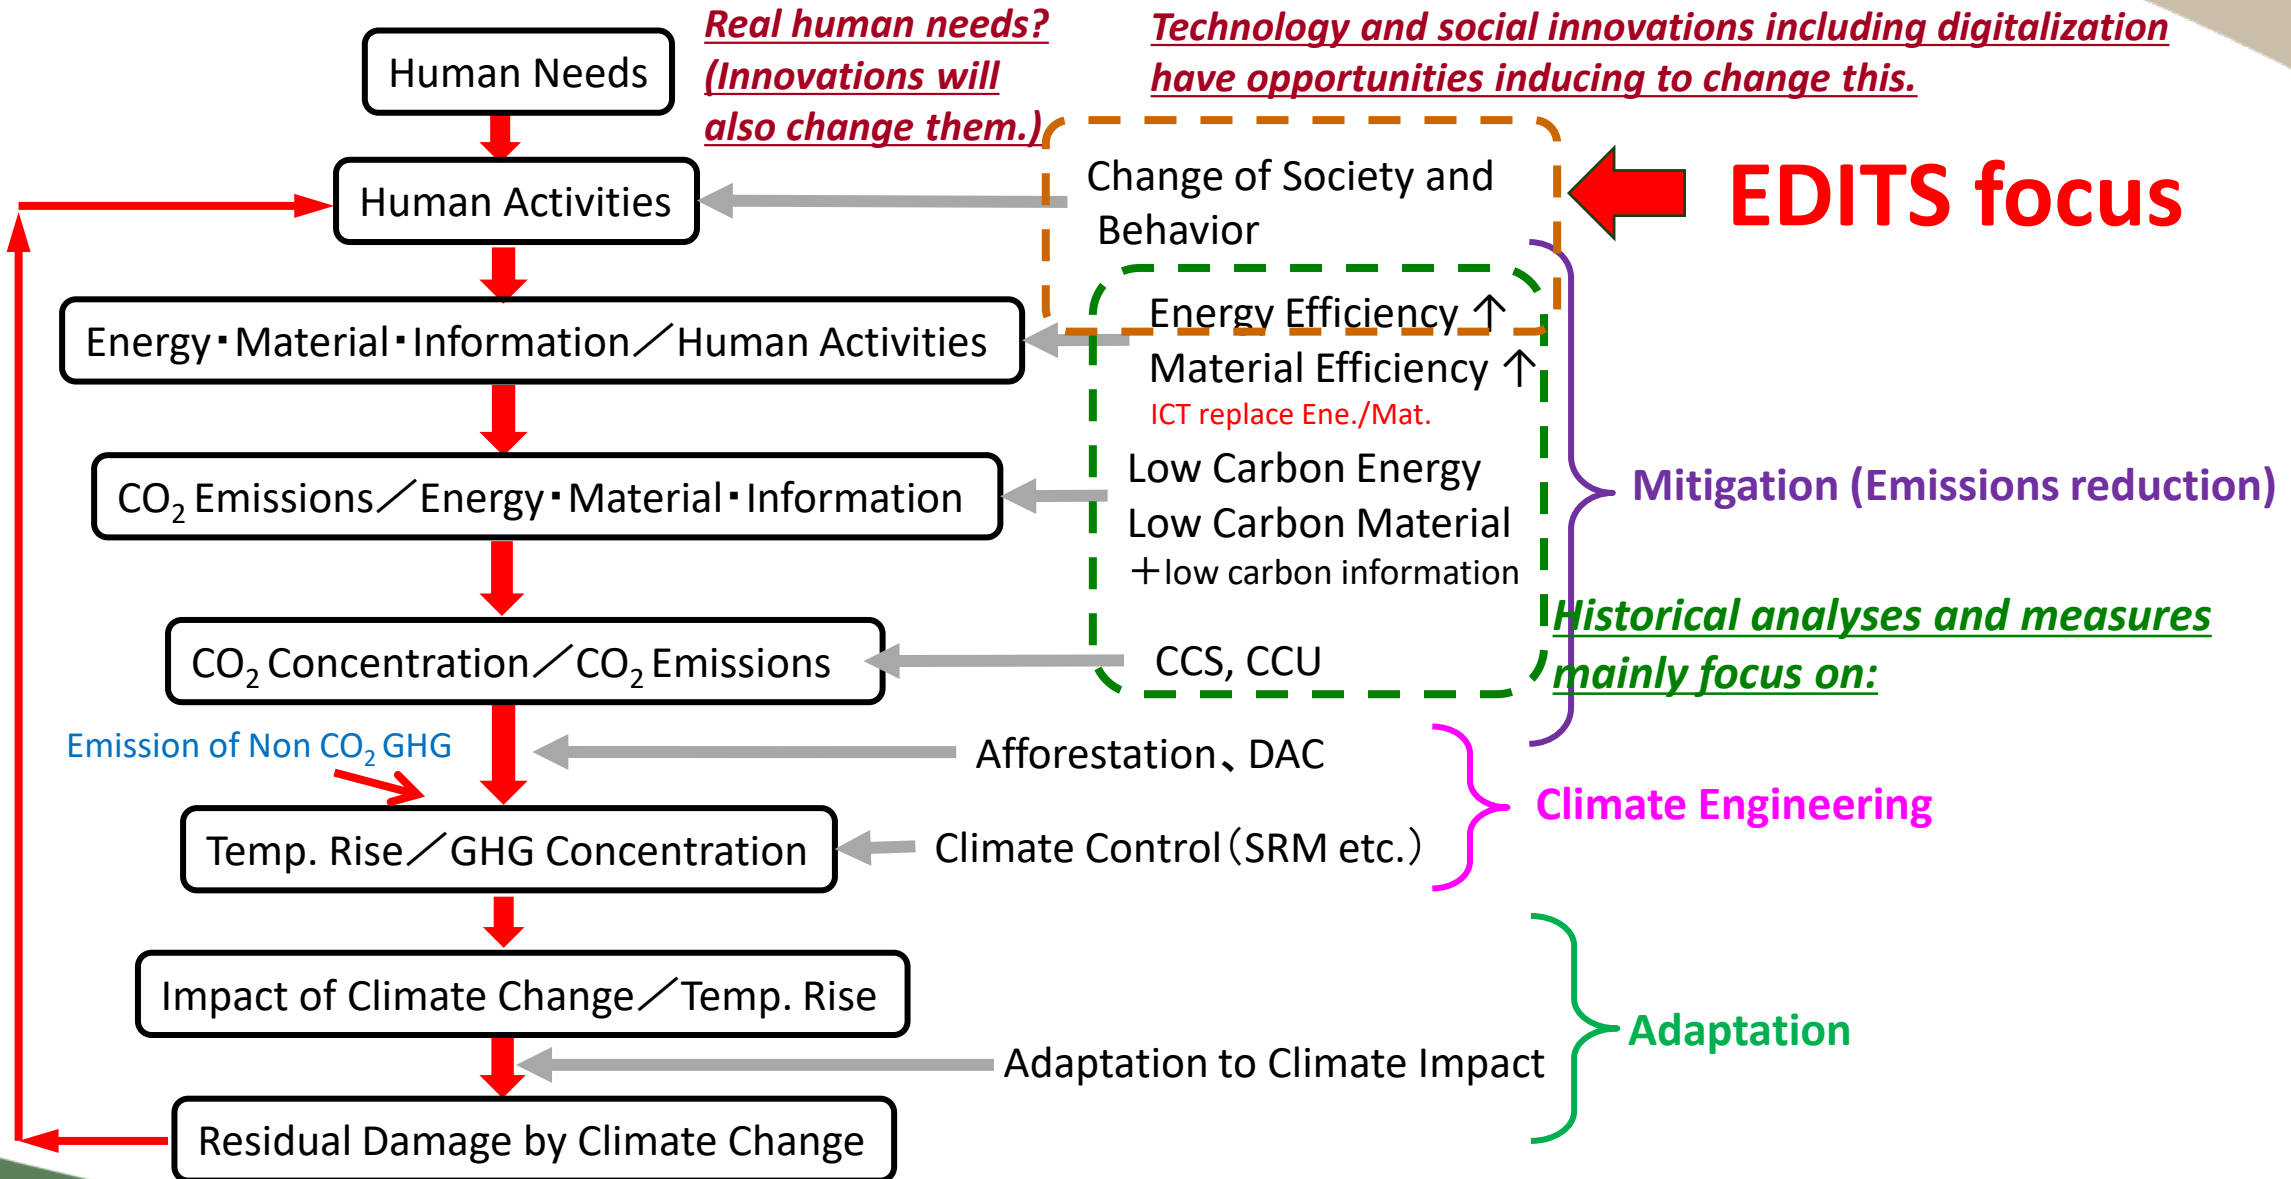 Real human needs?
(Innovations will
also change them.)
Technology and social innovations including digitalization
have opportunities inducing to change this.
Human Needs
Human Activities
Change of Society and
Behavior
EDITS focus
Energy・Material・Information／Human Activities
Energy Efficiency ↑
Material Efficiency ↑
ICT replace Ene./Mat.
CO₂ Emissions／Energy・Material・Information
Low Carbon Energy
Low Carbon Material
＋low carbon information
Mitigation (Emissions reduction)
Historical analyses and measures
mainly focus on:
CO₂ Concentration／CO₂ Emissions
CCS, CCU
Emission of Non CO₂ GHG
Afforestation、DAC
Climate Engineering
Temp. Rise／GHG Concentration
Climate Control（SRM etc.）
Impact of Climate Change／Temp. Rise
Adaptation
Adaptation to Climate Impact
Residual Damage by Climate Change